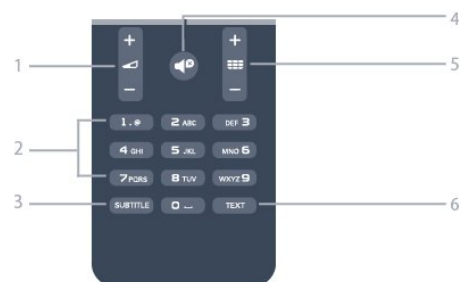 4
+ +
1 5
− −
1.@ 2 ABC DEF 3
2
4 GHI 5 JKL MNO 6
7 PQRS 8 TUV WXYZ 9
3 SUBTITLE 0 ⎵ TEXT 6